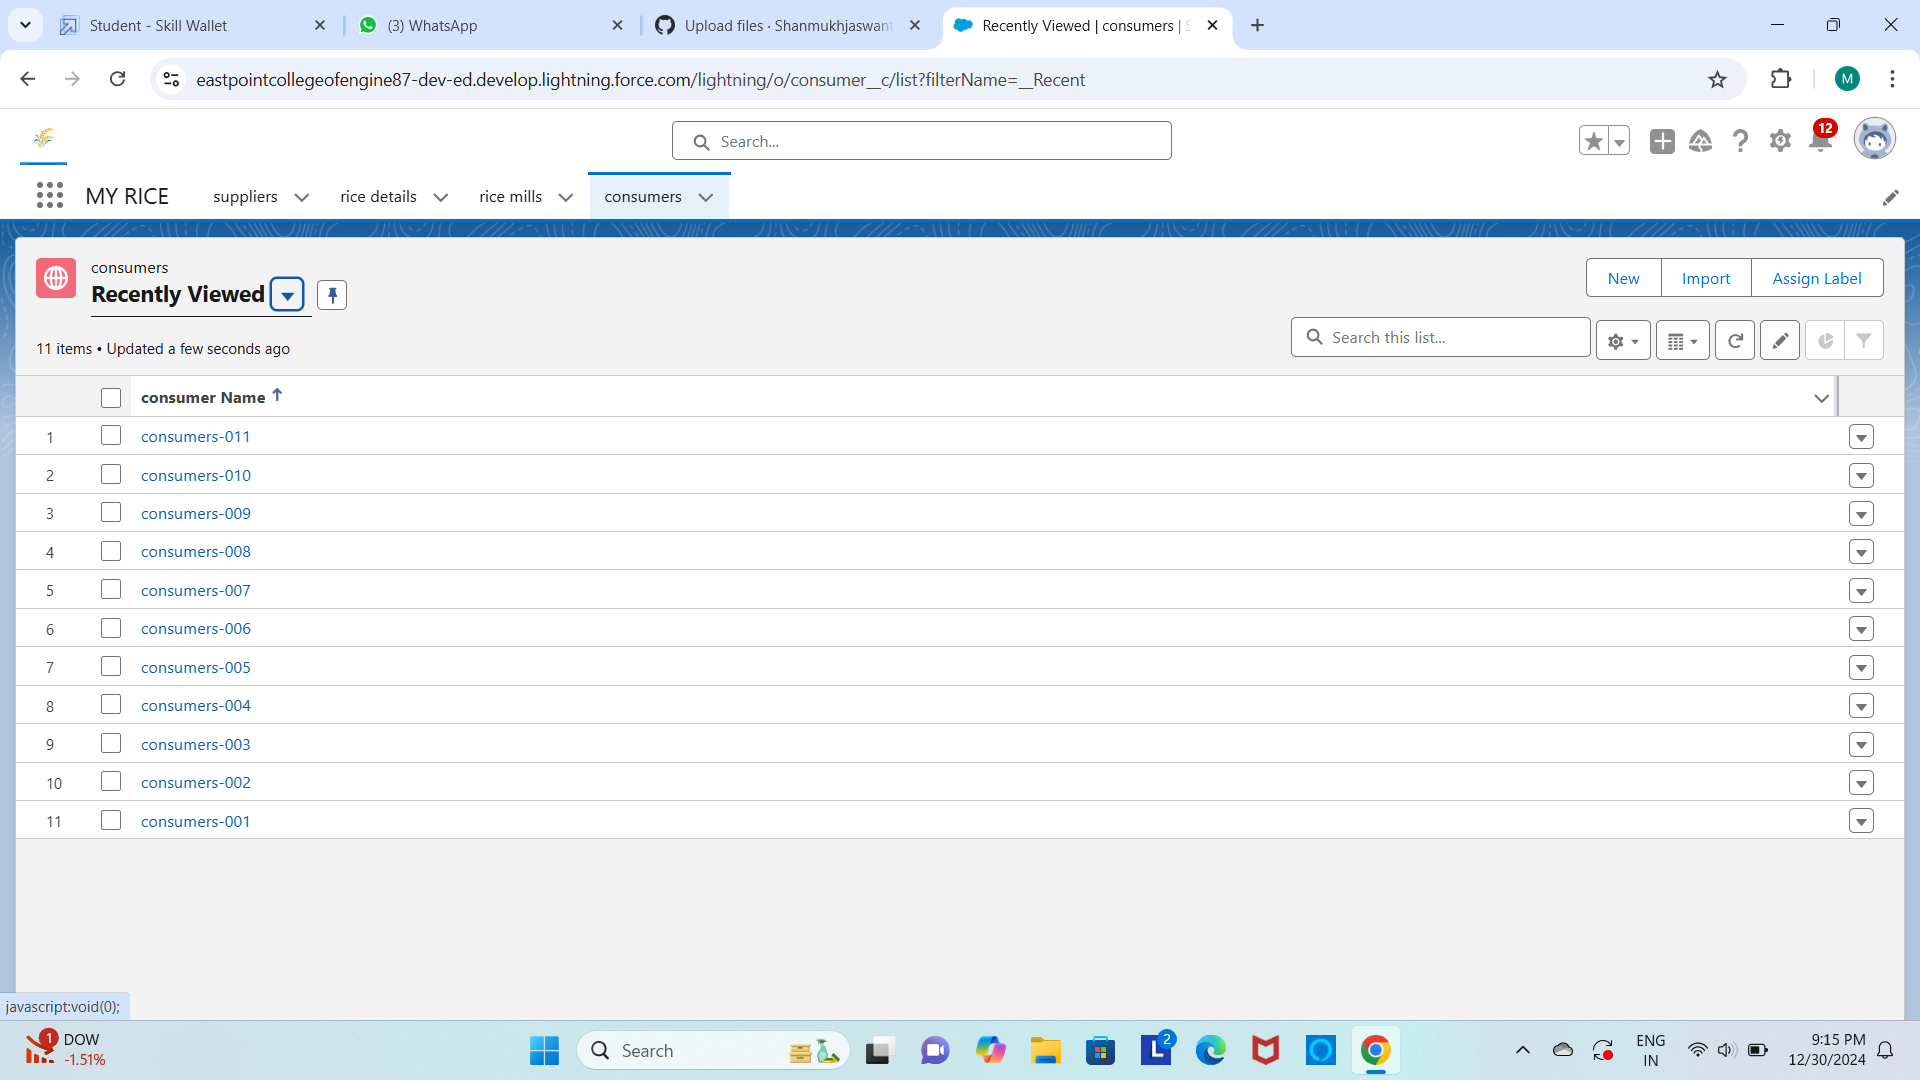 Student - Skill Wallet
(3) WhatsApp
Upload files · Shanmukhjaswant
Recently Viewed | consumers | S
eastpointcollegeofengine87-dev-ed.develop.lightning.force.com/lightning/o/consumer__c/list?filterName=__Recent
M
Search...
12
MY RICE
suppliers
rice details
rice mills
consumers
consumers
Recently Viewed
New
Import
Assign Label
11 items • Updated a few seconds ago
Search this list...
consumer Name
1 consumers-011
2 consumers-010
3 consumers-009
4 consumers-008
5 consumers-007
6 consumers-006
7 consumers-005
8 consumers-004
9 consumers-003
10 consumers-002
11 consumers-001
javascript:void(0);
1
DOW
-1.51%
Search
L
2
ENG
IN
9:15 PM
12/30/2024